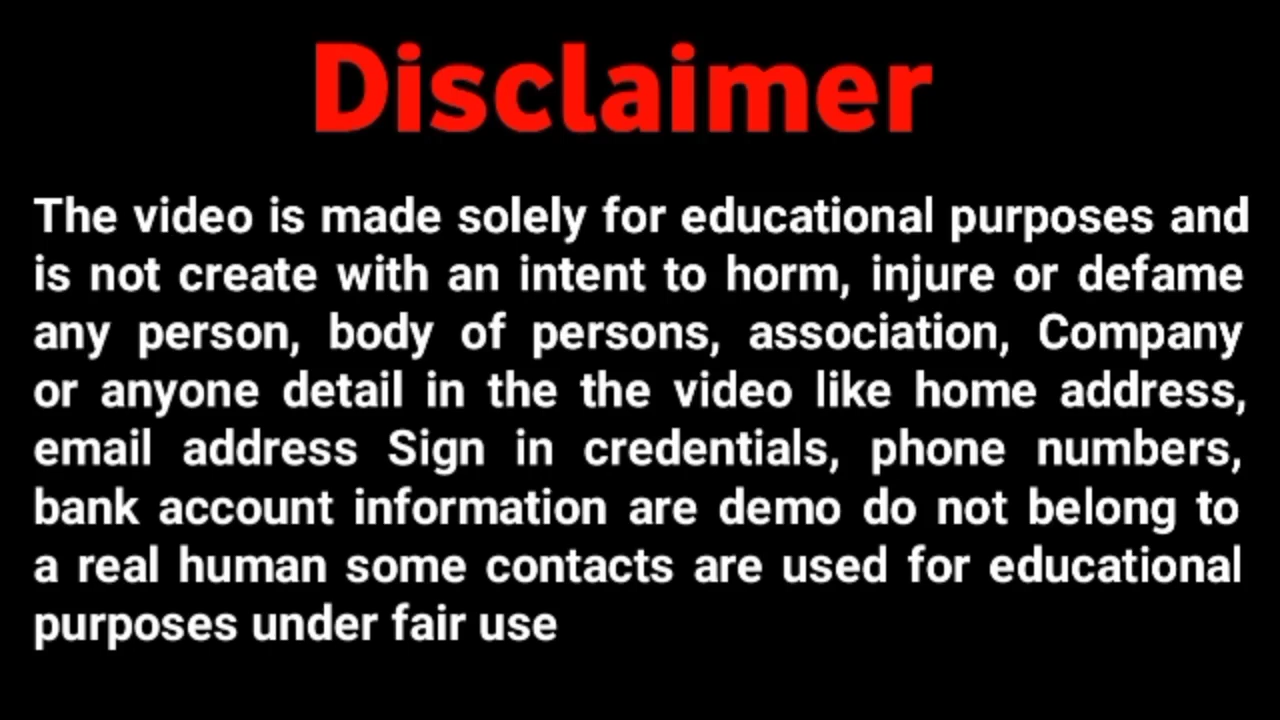 Disclaimer
The video is made solely for educational purposes and
is not create with an intent to horm, injure or defame
any person, body of persons, association, Company
or anyone detail in the the video like home address,
email address Sign in credentials, phone numbers,
bank account information are demo do not belong to
a real human some contacts are used for educational
purposes under fair use